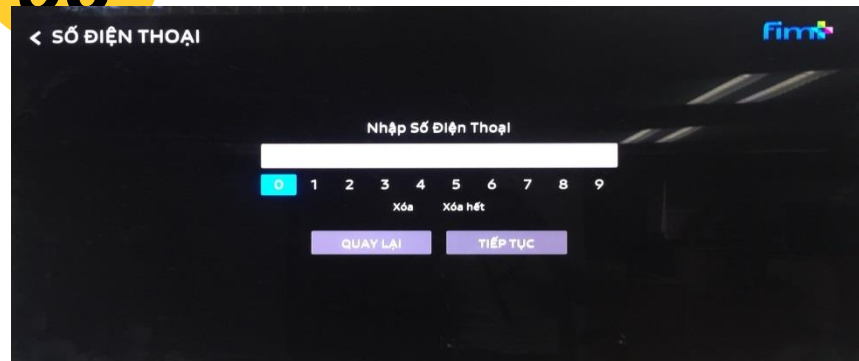 < SỐ ĐIỆN THOẠI
fim+
Nhập Số Điện Thoại
0 1 2 3 4 5 6 7 8 9
Xóa Xóa hết
QUAY LẠI TIẾP TỤC